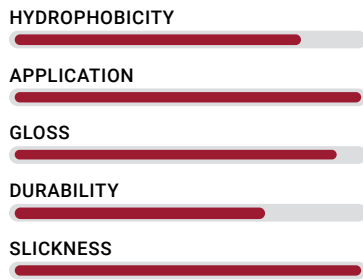 HYDROPHOBICITY
APPLICATION
GLOSS
DURABILITY
SLICKNESS